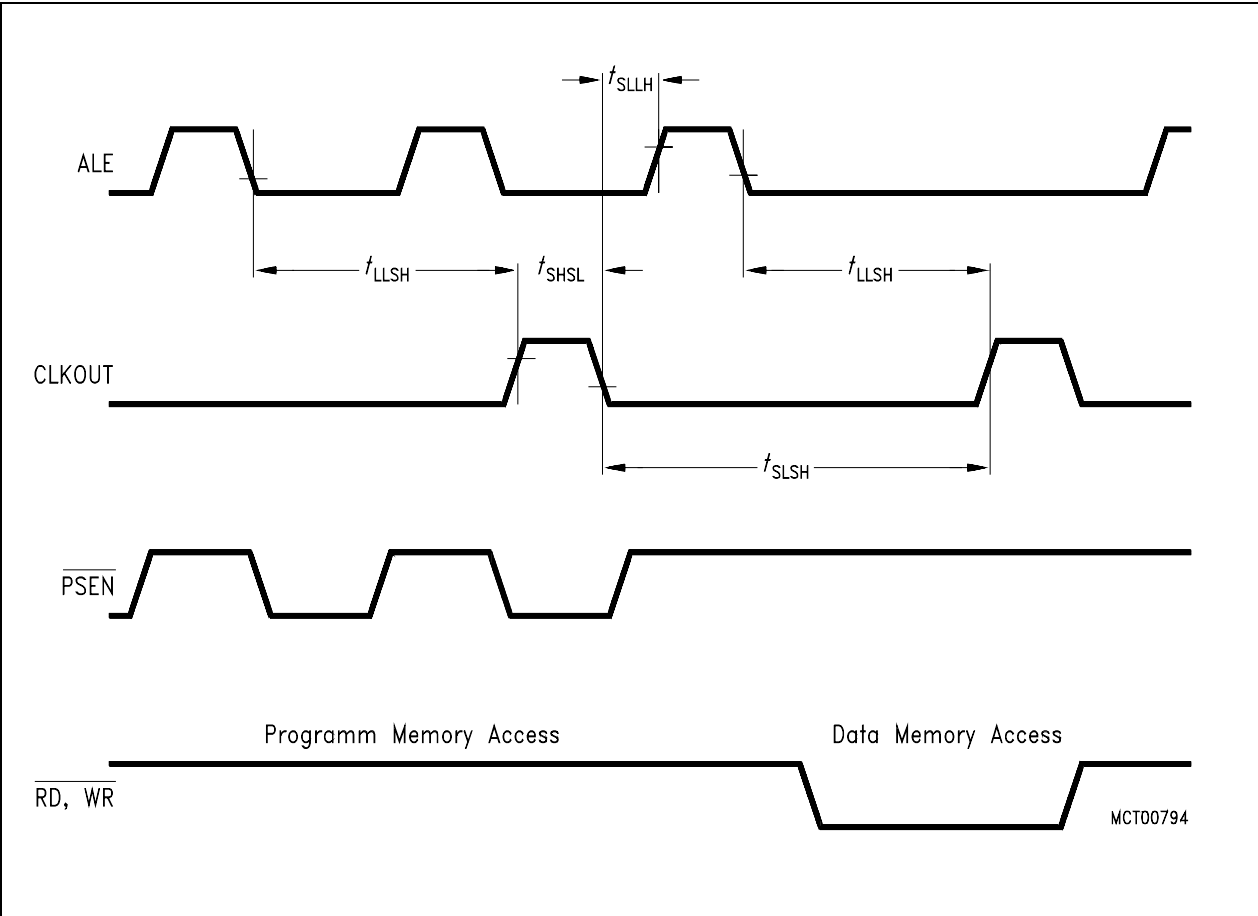 tSLLH
ALE
tLLSH
tSHSL
tLLSH
CLKOUT
tSLSH
PSEN
Programm Memory Access
Data Memory Access
RD, WR
MCT00794